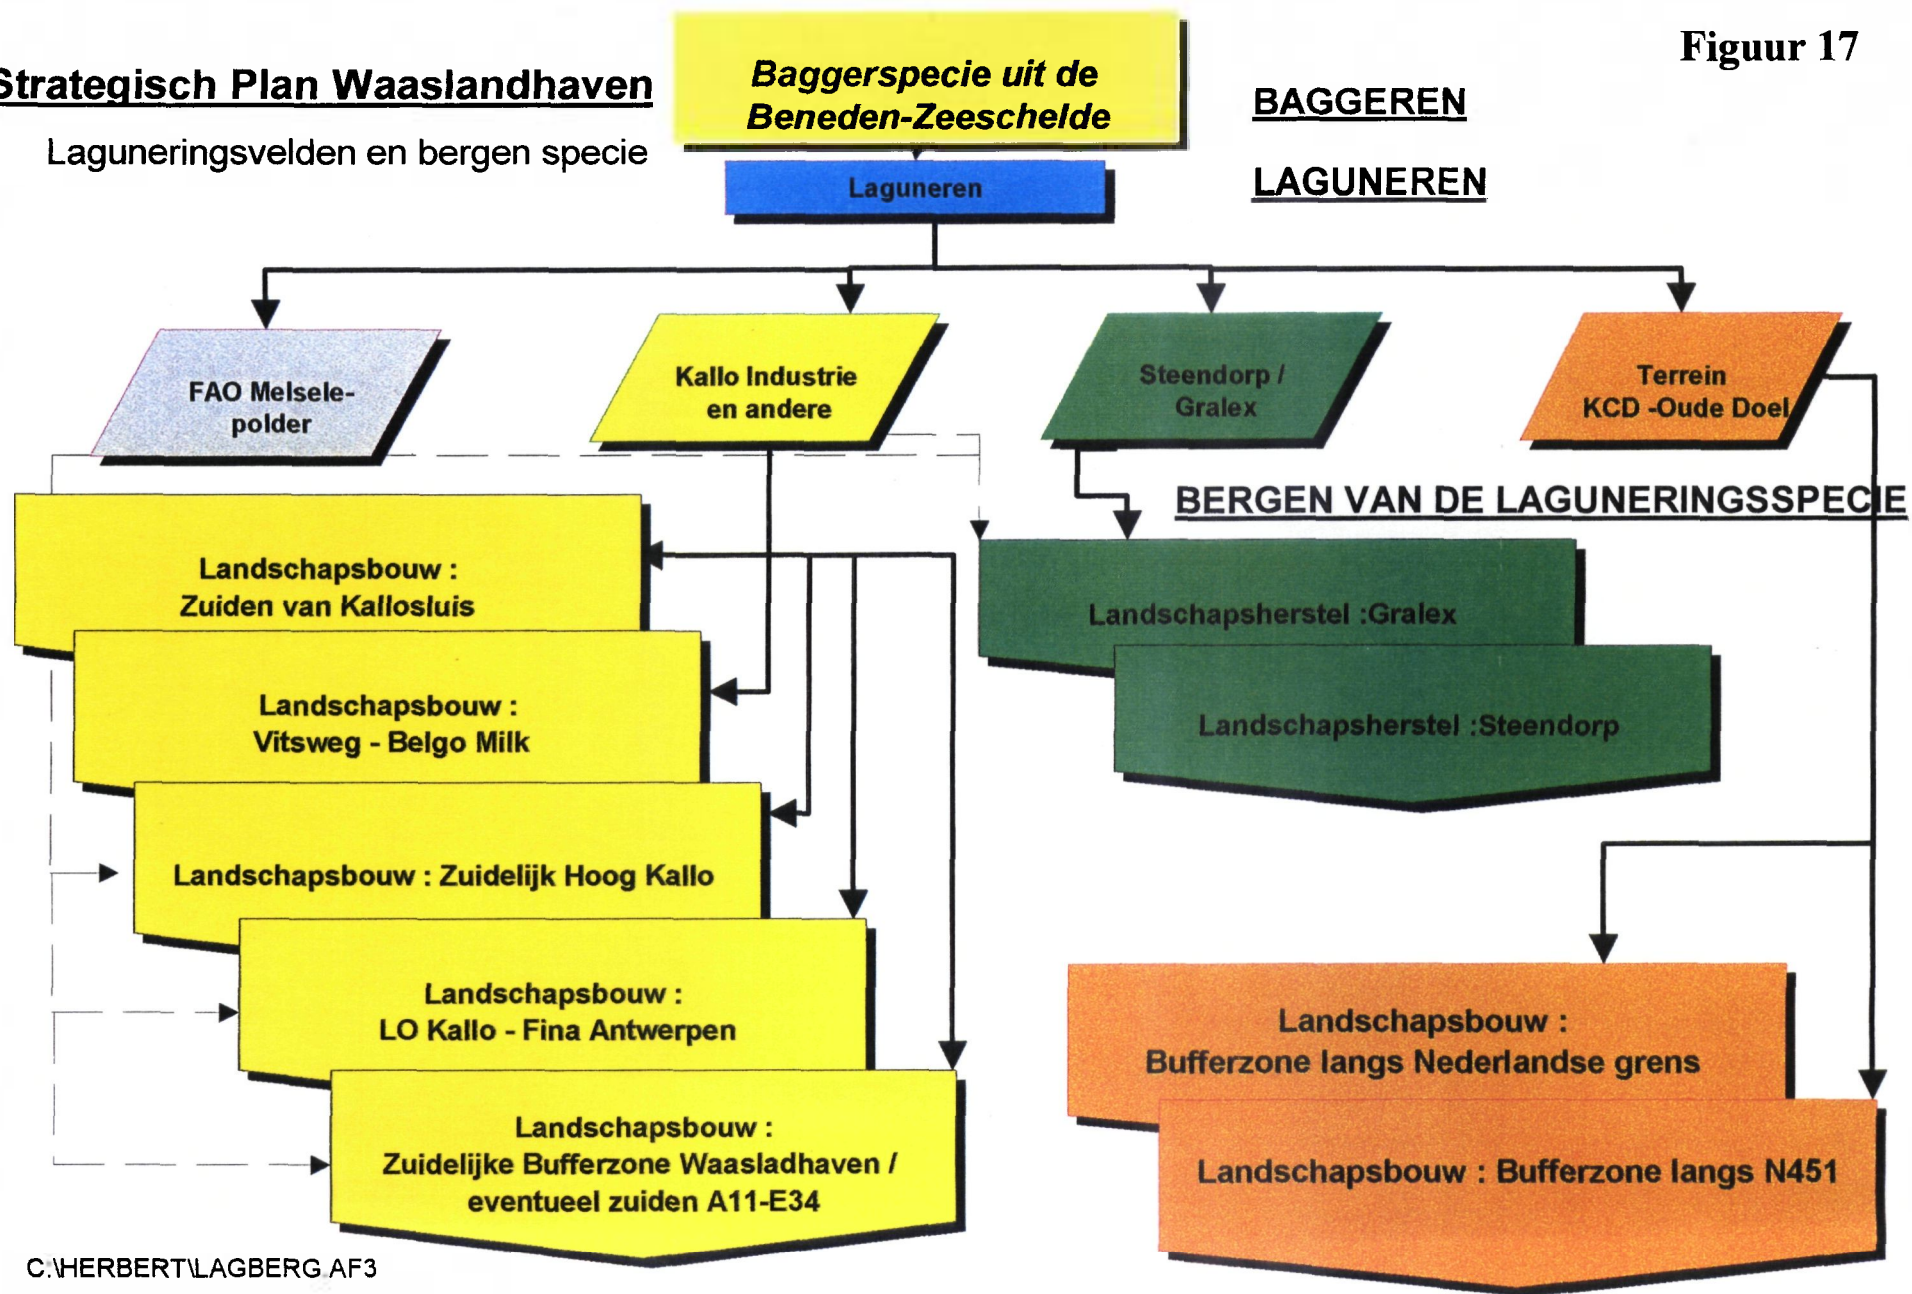 Figuur 17
Strategisch Plan Waaslandhaven
Laguneringsvelden en bergen specie
Baggerspecie uit de
Beneden-Zeeschelde
BAGGEREN
Laguneren
LAGUNEREN
FAO Melsele-
polder
Kallo Industrie
en andere
Steendorp /
Gralex
Terrein
KCD -Oude Doel
BERGEN VAN DE LAGUNERINGSSPECIE
Landschapsbouw :
Zuiden van Kallosluis
Landschapsbouw :
Vitsweg - Belgo Milk
Landschapsbouw : Zuidelijk Hoog Kallo
Landschapsbouw :
LO Kallo - Fina Antwerpen
Landschapsbouw :
Zuidelijke Bufferzone Waasladhaven /
eventueel zuiden A11-E34
Landschapsherstel :Gralex
Landschapsherstel :Steendorp
Landschapsbouw :
Bufferzone langs Nederlandse grens
Landschapsbouw : Bufferzone langs N451
C:\HERBERT\LAGBERG.AF3